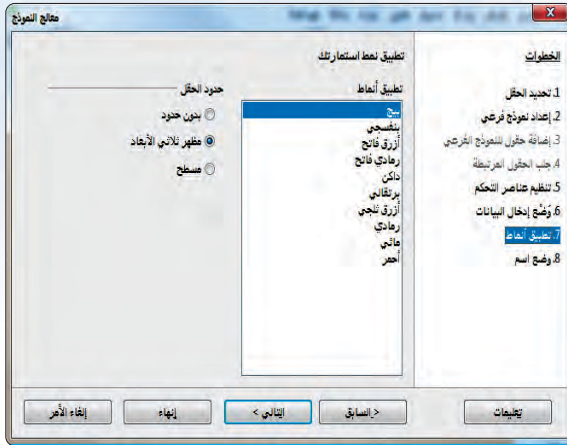 معالج النموذج
الخطوات
1. تحديد الحقل
2. إعداد نموذج فرعي
3. إضافة حقول للنموذج الفرعي
4. جلب الحقول المرتبطة
5. تنظيم عناصر التحكم
6. وضع إدخال البيانات
7. تطبيق أنماط
8. وضع اسم
تطبيق نمط استمارتك
تطبيق أنماط
بيج
بنفسجي
أزرق فاتح
رمادي فاتح
داكن
برتقالي
أزرق ثلجي
رمادي
مائي
أحمر
حدود الحقل
بدون حدود
مظهر ثلاثي الأبعاد
مسطح
تعليمات
< السابق
التالي >
إنهاء
إلغاء الأمر